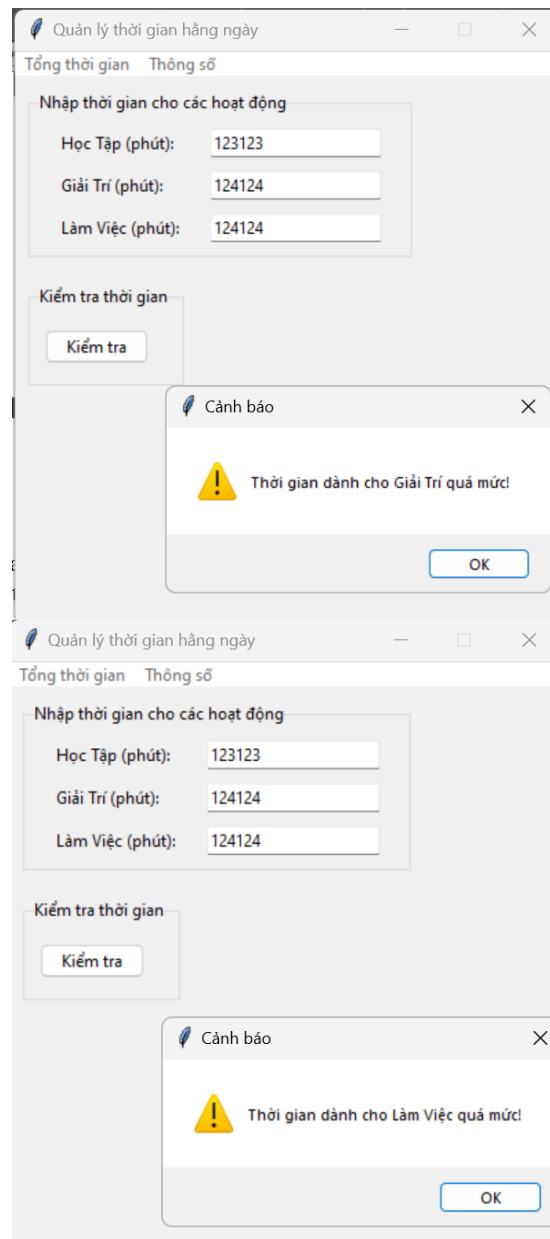 Quản lý thời gian hằng ngày
Tổng thời gian Thông số
Nhập thời gian cho các hoạt động
Học Tập (phút): 123123
Giải Trí (phút): 124124
Làm Việc (phút): 124124
Kiểm tra thời gian
Kiểm tra
Cảnh báo
Thời gian dành cho Giải Trí quá mức!
OK
Quản lý thời gian hằng ngày
Tổng thời gian Thông số
Nhập thời gian cho các hoạt động
Học Tập (phút): 123123
Giải Trí (phút): 124124
Làm Việc (phút): 124124
Kiểm tra thời gian
Kiểm tra
Cảnh báo
Thời gian dành cho Làm Việc quá mức!
OK